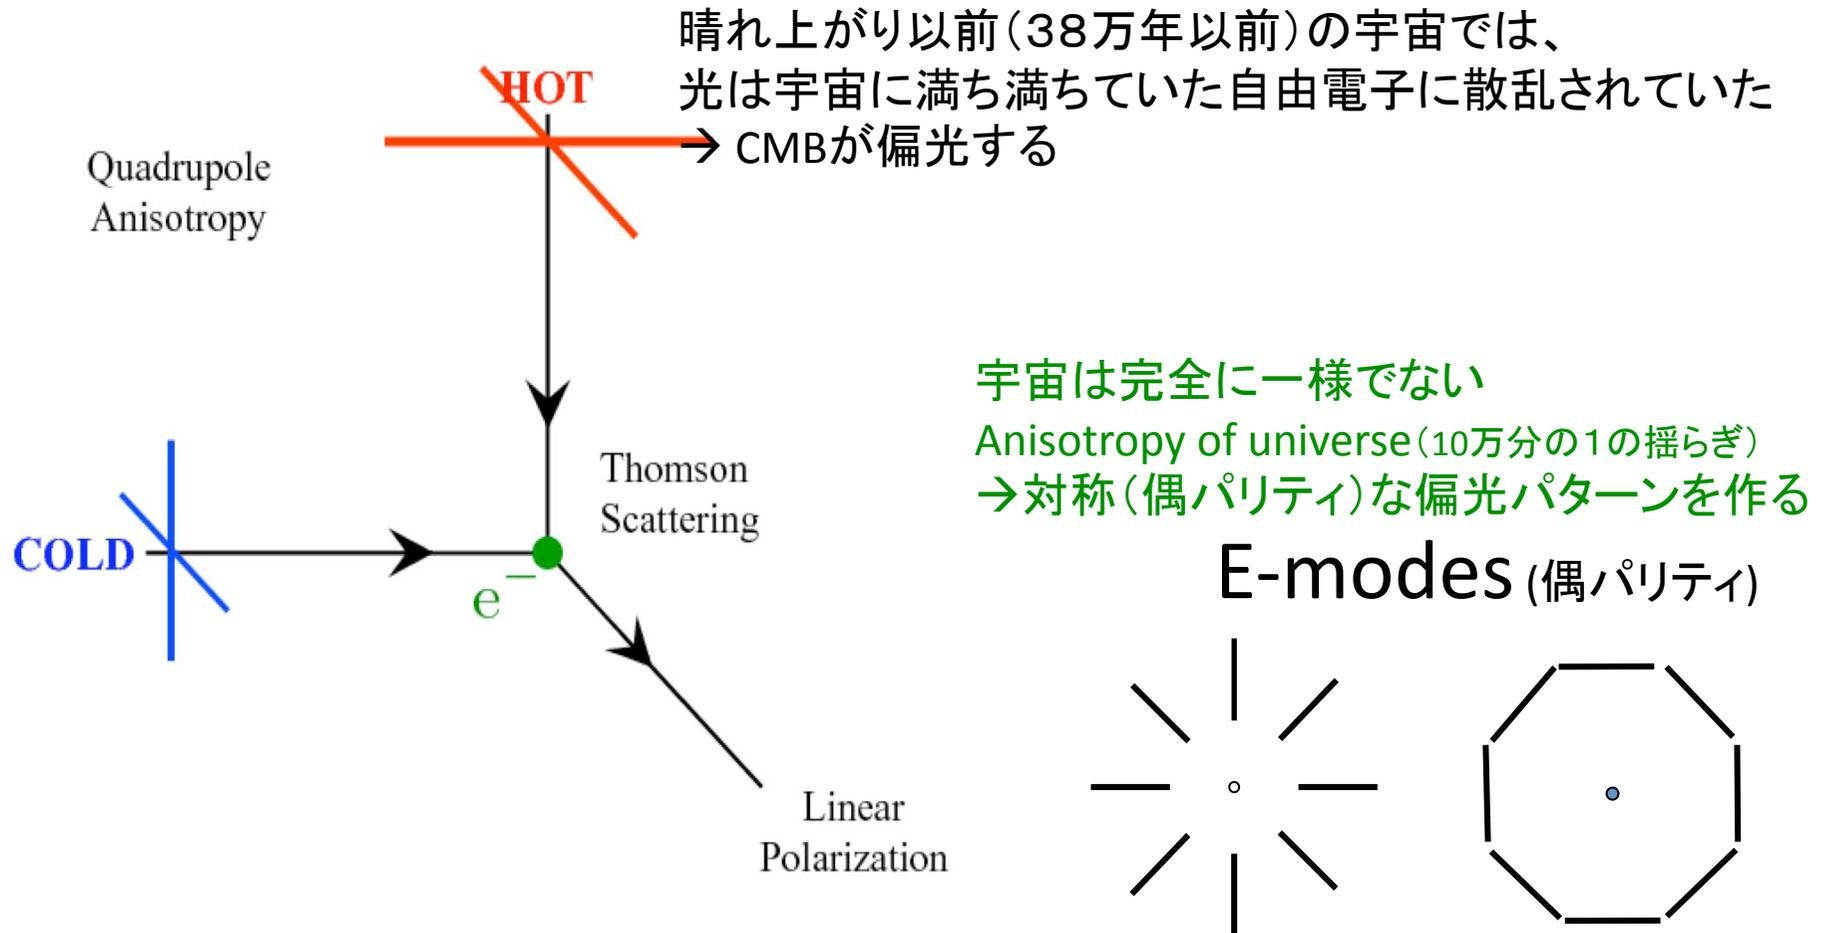 晴れ上がり以前（３８万年以前）の宇宙では、
光は宇宙に満ち満ちていた自由電子に散乱されていた
→ CMBが偏光する
HOT
Quadrupole
Anisotropy
宇宙は完全に一様でない
Anisotropy of universe（10万分の１の揺らぎ）
→対称（偶パリティ）な偏光パターンを作る
Thomson
Scattering
COLD
e−
E-modes (偶パリティ)
Linear
Polarization